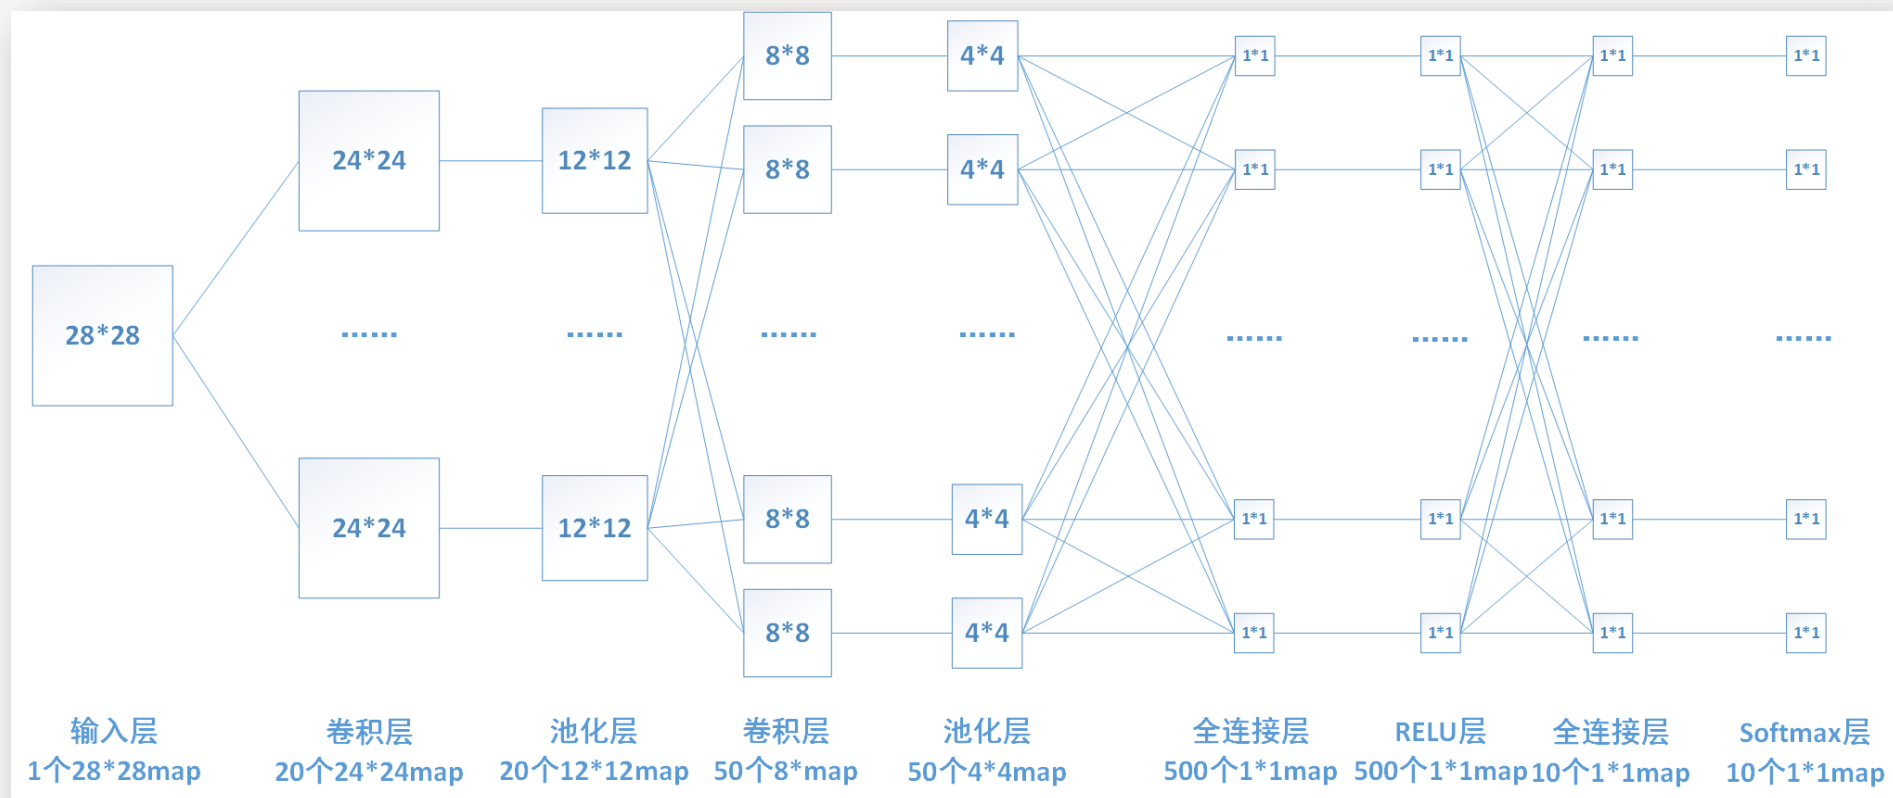 8*8
4*4
1*1
1*1
1*1
1*1
24*24
12*12
8*8
4*4
1*1
1*1
1*1
1*1
28*28
......
......
......
......
......
......
......
......
24*24
12*12
8*8
4*4
1*1
1*1
1*1
1*1
8*8
4*4
1*1
1*1
1*1
1*1
输入层
1个28*28map
卷积层
20个24*24map
池化层
20个12*12map
卷积层
50个8*map
池化层
50个4*4map
全连接层
500个1*1map
RELU层
500个1*1map
全连接层
10个1*1map
Softmax层
10个1*1map